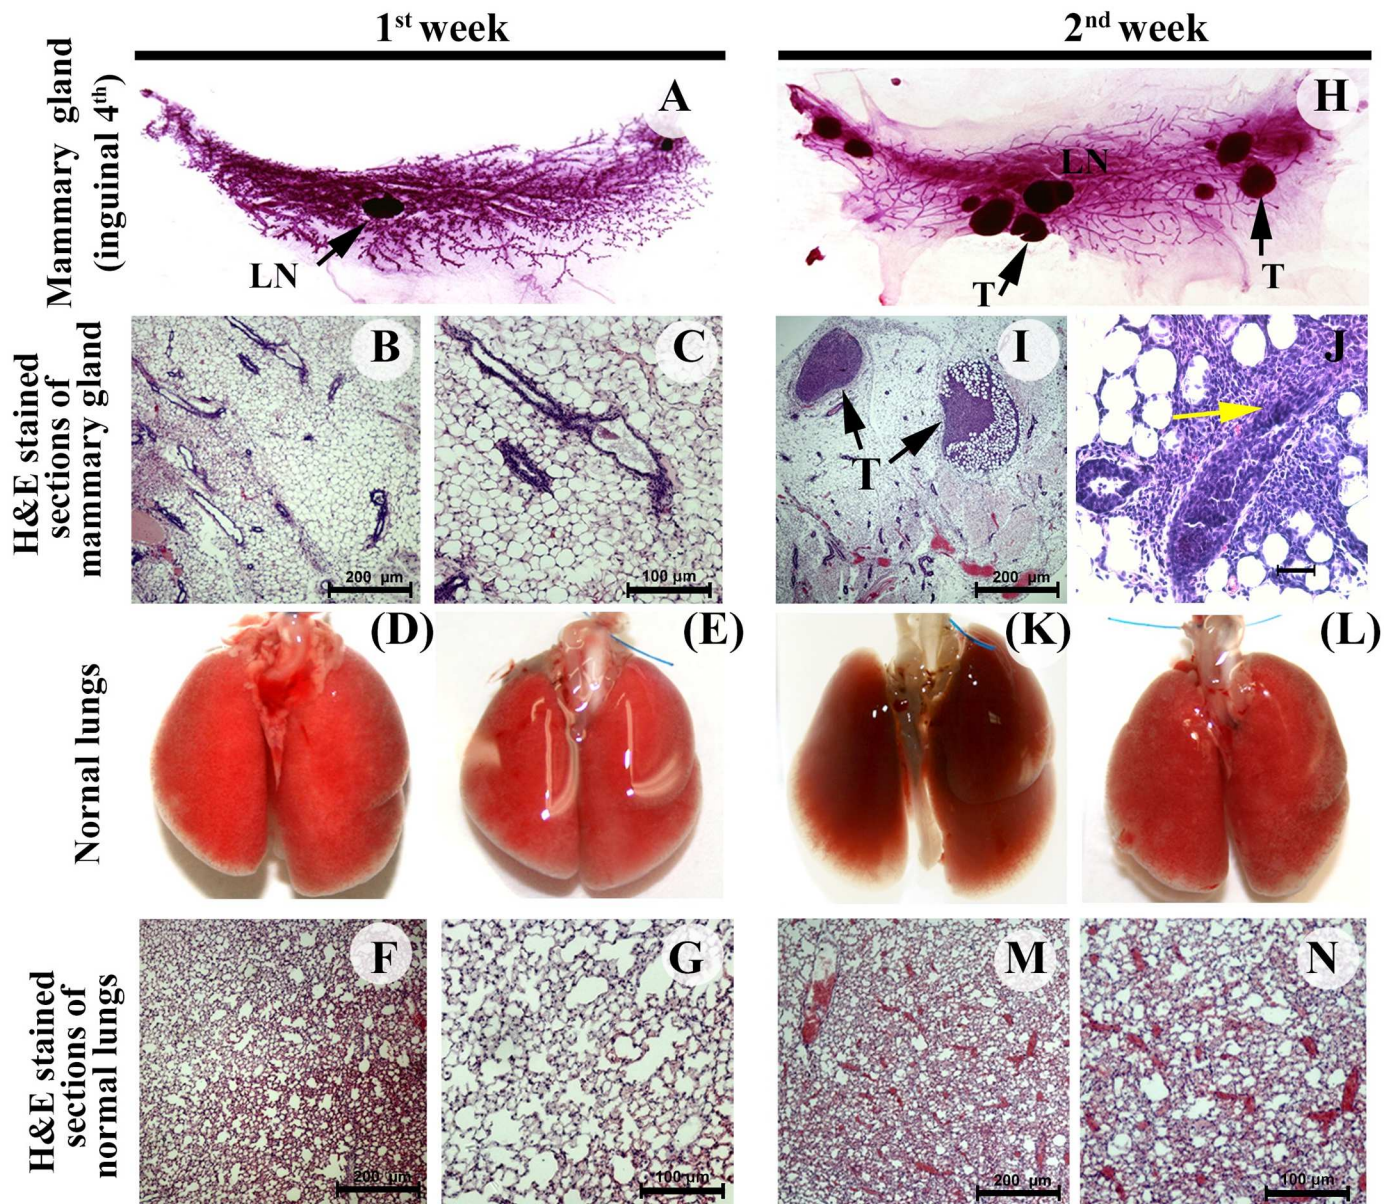 1st week
2nd week
Mammary gland
(inguinal 4th)
A
LN
H
LN
T
T
H&E stained
sections of
mammary gland
B
200 µm
C
100 µm
I
T
200 µm
J
Nornal lungs
(D)
(E)
(K)
(L)
H&E stained
sections of
normal lungs
F
200 µm
G
100 µm
M
200 µm
N
100 µm